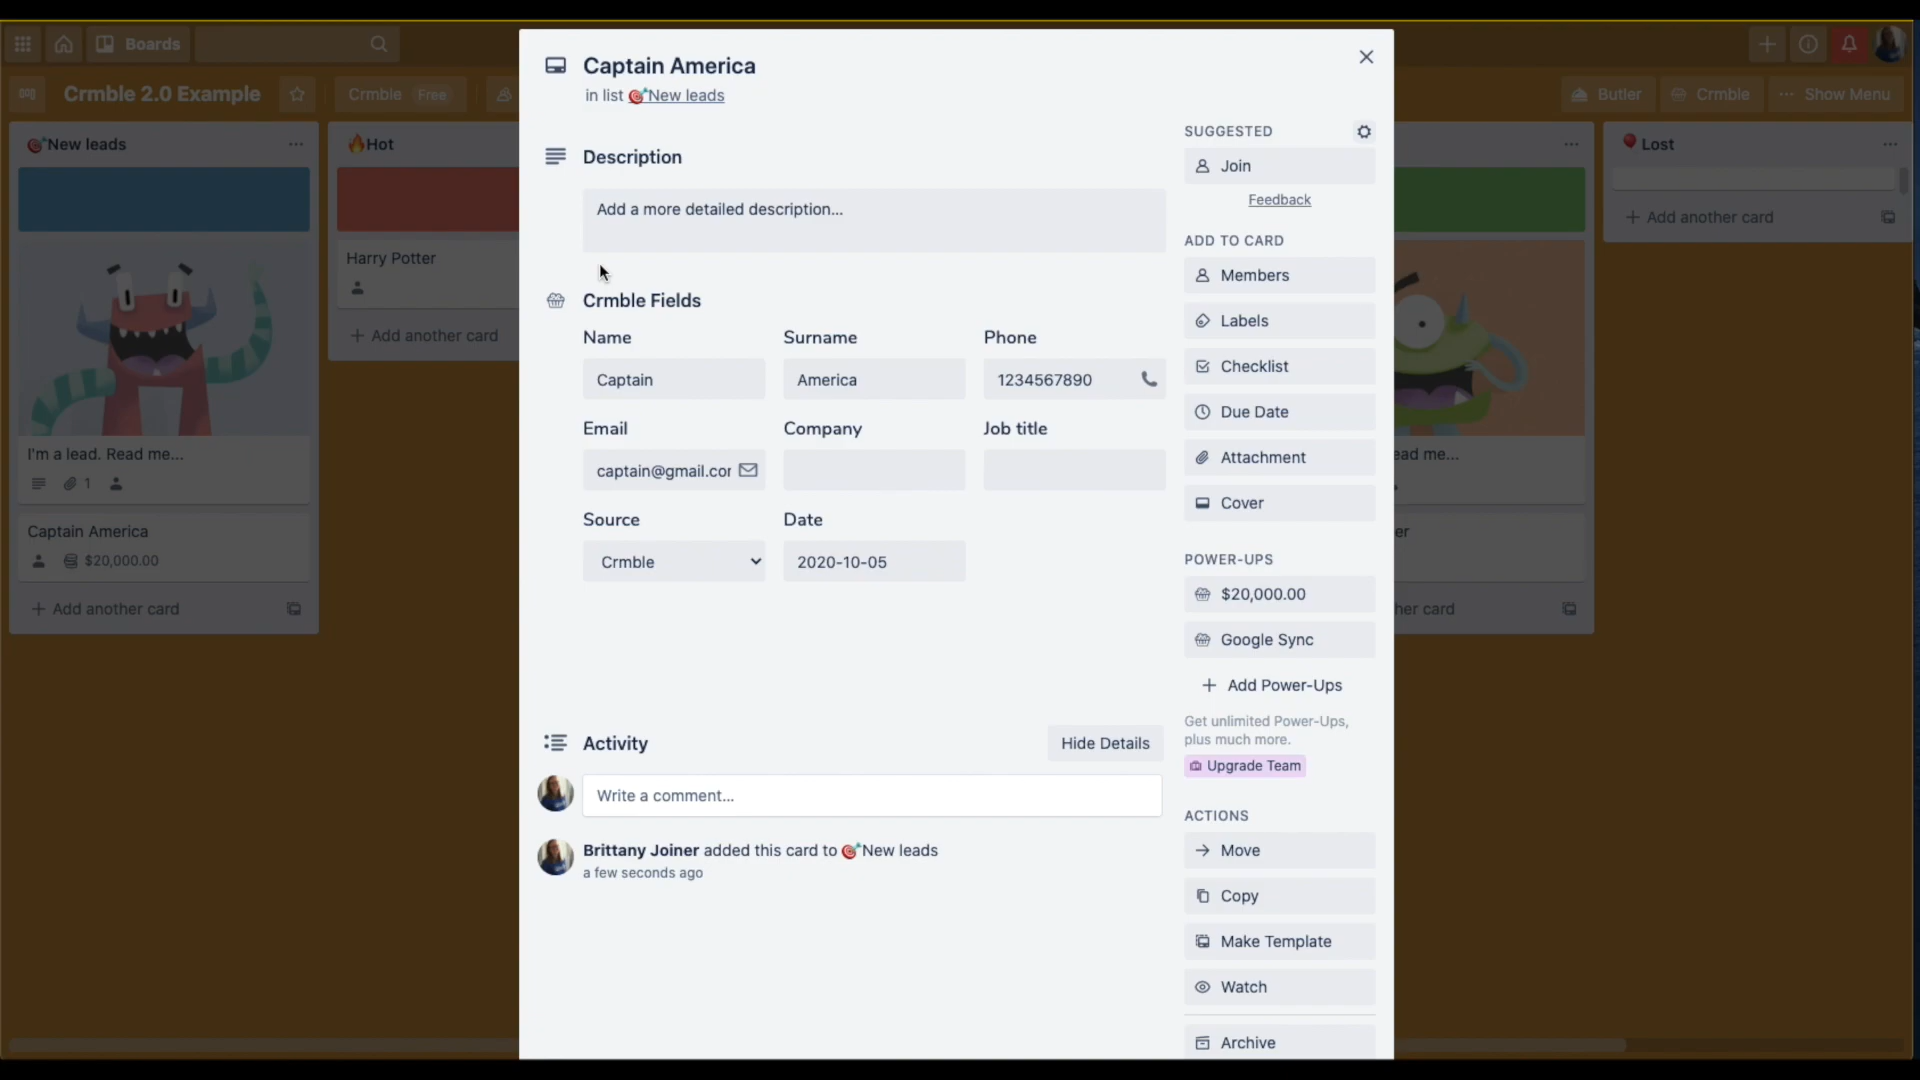 Boards
Crmble 2.0 Example
Crmble Free
Butler
Crmble
Show Menu
New leads
I'm a lead. Read me...
1
Captain America
$20,000.00
Add another card
Hot
Harry Potter
Add another card
Captain America
in list New leads
Description
Add a more detailed description...
Crmble Fields
Name Surname Phone
Captain America 1234567890
Email Company Job title
captain@gmail.cor
Source Date
Crmble 2020-10-05
Activity
Hide Details
Write a comment...
Brittany Joiner added this card to New leads
a few seconds ago
SUGGESTED
Join
Feedback
ADD TO CARD
Members
Labels
Checklist
Due Date
Attachment
Cover
POWER-UPS
$20,000.00
Google Sync
Add Power-Ups
Get unlimited Power-Ups,
plus much more.
Upgrade Team
ACTIONS
Move
Copy
Make Template
Watch
Archive
ead me...
er
her card
Lost
Add another card